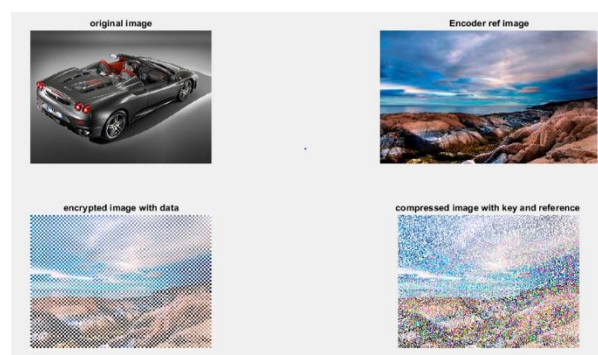 original image
Encoder ref image
encrypted image with data
compressed image with key and reference